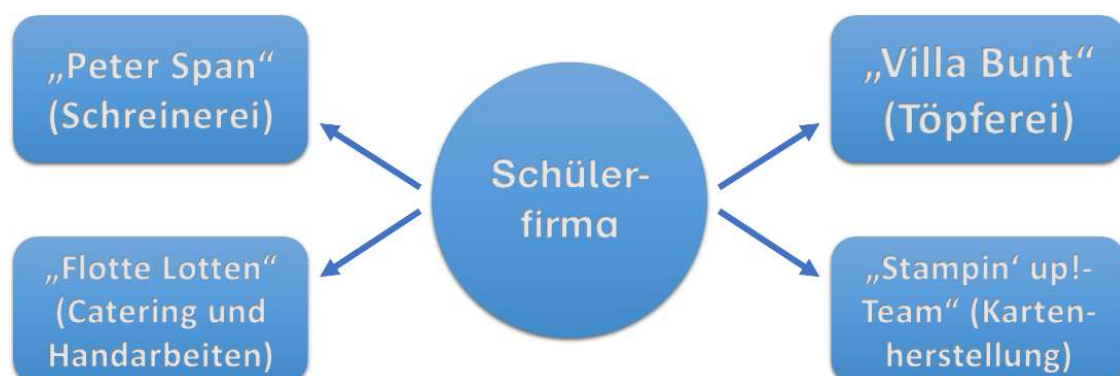 „Peter Span“
(Schreinerei)
„Villa Bunt“
(Töpferei)
Schüler-
firma
„Flotte Lotten“
(Catering und
Handarbeiten)
„Stampin‘ up!-
Team“ (Karten-
herstellung)